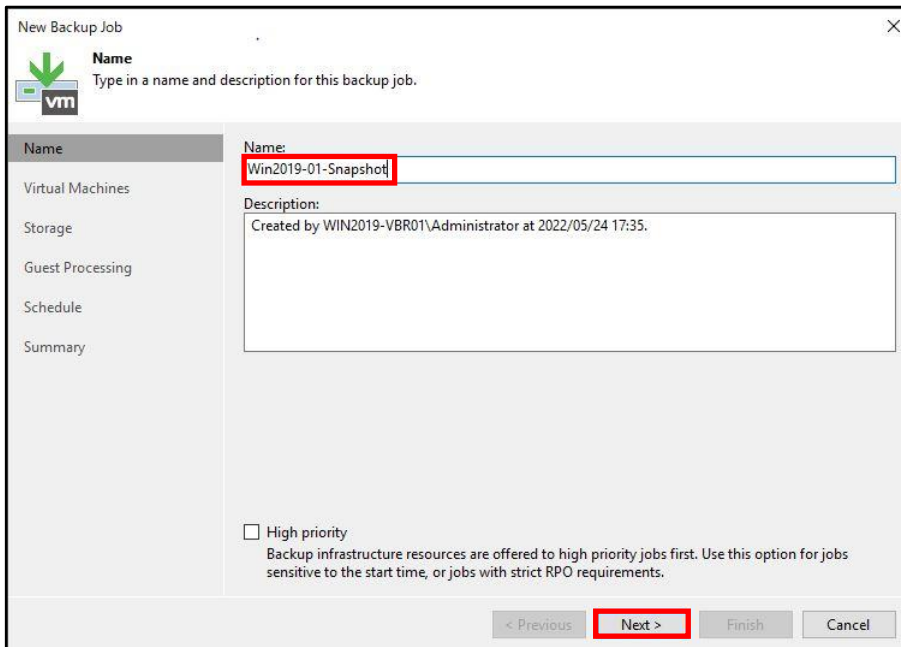 New Backup Job
Name
Type in a name and description for this backup job.
vm
Name
Virtual Machines
Storage
Guest Processing
Schedule
Summary
Name:
Win2019-01-Snapshot
Description:
Created by WIN2019-VBR01\Administrator at 2022/05/24 17:35.
High priority
Backup infrastructure resources are offered to high priority jobs first. Use this option for jobs
sensitive to the start time, or jobs with strict RPO requirements.
< Previous
Next >
Finish
Cancel